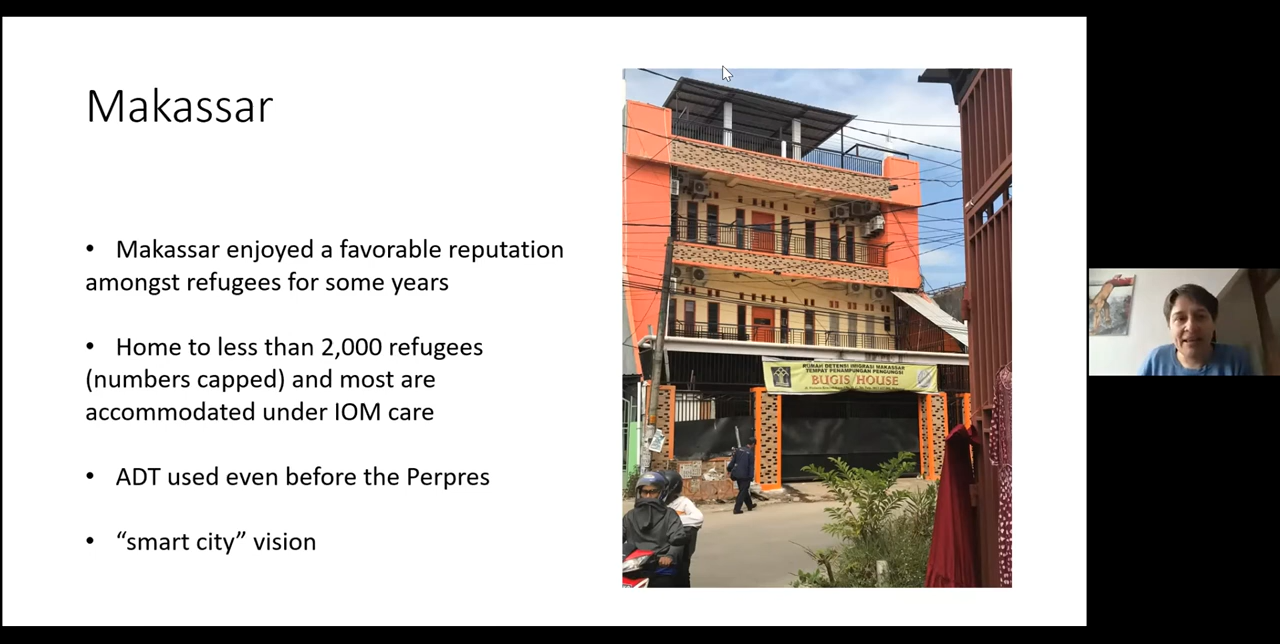 Makassar
• Makassar enjoyed a favorable reputation
amongst refugees for some years
• Home to less than 2,000 refugees
(numbers capped) and most are
accommodated under IOM care
• ADT used even before the Perpres
• “smart city” vision
RUMAH DETENSI IMIGRASI MAKASSAR
TEMPAT PENAMPUNGAN PENGUNGSI
BUGIS HOUSE